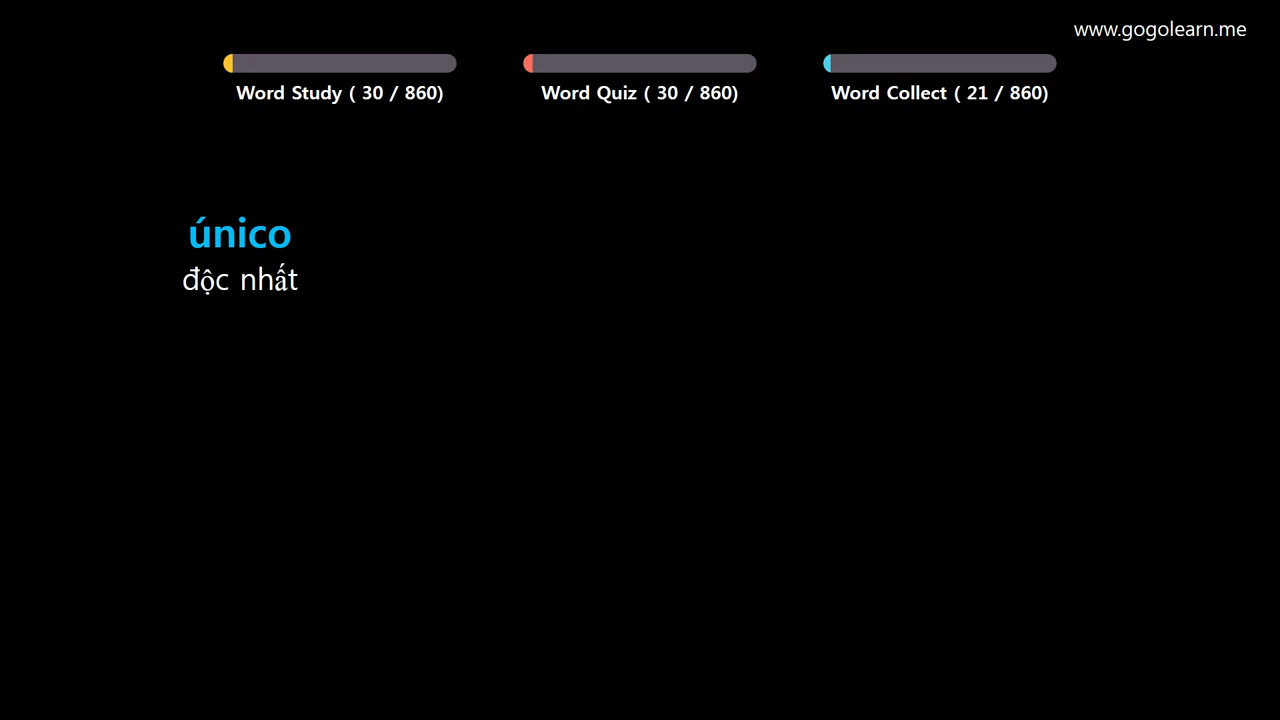 www.gogolearn.me
Word Study ( 30 / 860)
Word Quiz ( 30 / 860)
Word Collect ( 21 / 860)
único
độc nhất